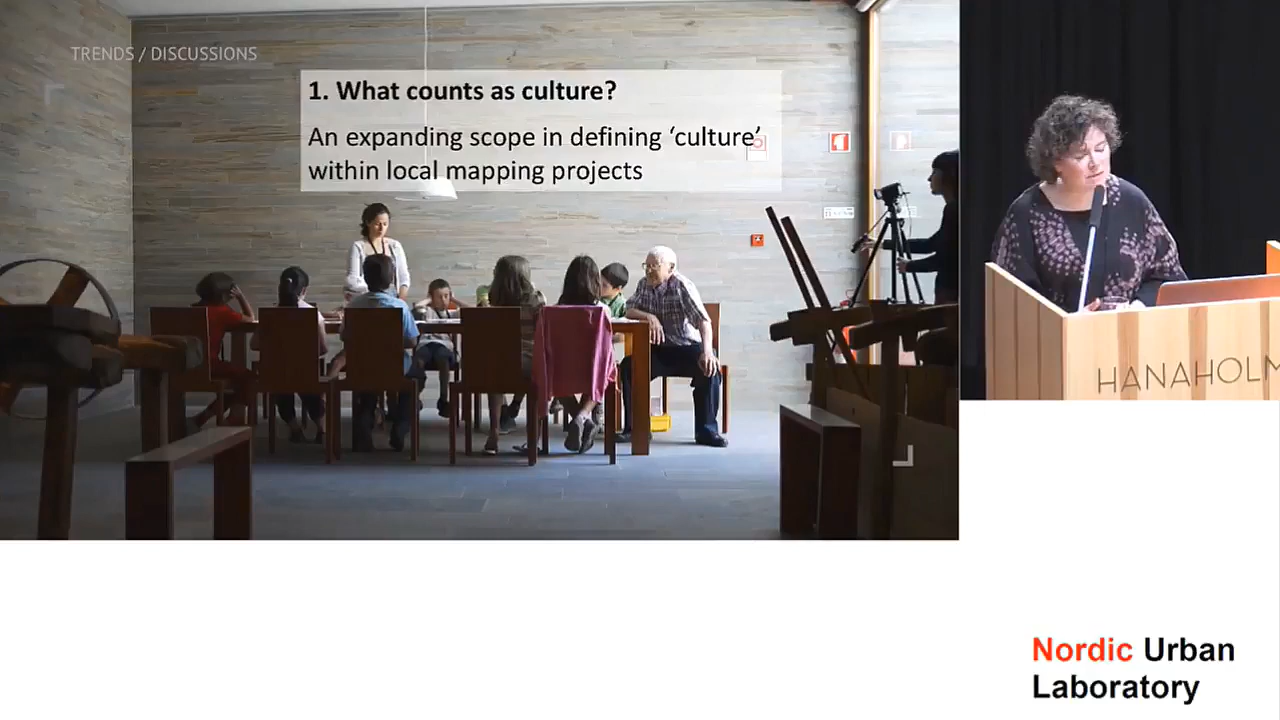 TRENDS / DISCUSSIONS
1. What counts as culture?
An expanding scope in defining ‘culture’
within local mapping projects
HANAHOLM
Nordic Urban
Laboratory